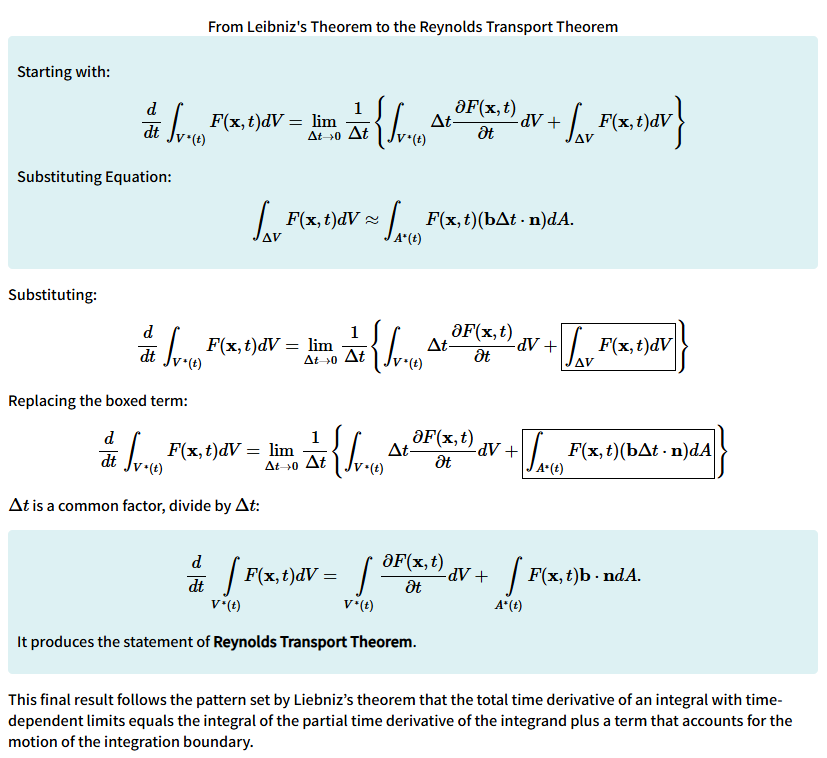 From Leibniz's Theorem to the Reynolds Transport Theorem
Starting with:
$$\frac{d}{dt}\int_{V^*(t)} F(\mathbf{x},t)dV = \lim_{\Delta t \to 0} \frac{1}{\Delta t}\left\{\int_{V^*(t)} \Delta t \frac{\partial F(\mathbf{x},t)}{\partial t} dV + \int_{\Delta V} F(\mathbf{x},t)dV\right\}$$
Substituting Equation:
$$\int_{\Delta V} F(\mathbf{x},t)dV \approx \int_{A^*(t)} F(\mathbf{x},t)(\mathbf{b}\Delta t \cdot \mathbf{n})dA.$$
Substituting:
$$\frac{d}{dt}\int_{V^*(t)} F(\mathbf{x},t)dV = \lim_{\Delta t \to 0} \frac{1}{\Delta t}\left\{\int_{V^*(t)} \Delta t \frac{\partial F(\mathbf{x},t)}{\partial t} dV + \boxed{\int_{\Delta V} F(\mathbf{x},t)dV}\right\}$$
Replacing the boxed term:
$$\frac{d}{dt}\int_{V^*(t)} F(\mathbf{x},t)dV = \lim_{\Delta t \to 0} \frac{1}{\Delta t}\left\{\int_{V^*(t)} \Delta t \frac{\partial F(\mathbf{x},t)}{\partial t} dV + \boxed{\int_{A^*(t)} F(\mathbf{x},t)(\mathbf{b}\Delta t \cdot \mathbf{n})dA}\right\}$$
Δt is a common factor, divide by Δt:
$$\frac{d}{dt}\int\limits_{V^*(t)} F(\mathbf{x},t)dV = \int\limits_{V^*(t)} \frac{\partial F(\mathbf{x},t)}{\partial t} dV + \int\limits_{A^*(t)} F(\mathbf{x},t)\mathbf{b} \cdot \mathbf{n}dA.$$
It produces the statement of Reynolds Transport Theorem.
This final result follows the pattern set by Liebniz’s theorem that the total time derivative of an integral with time-
dependent limits equals the integral of the partial time derivative of the integrand plus a term that accounts for the
motion of the integration boundary.